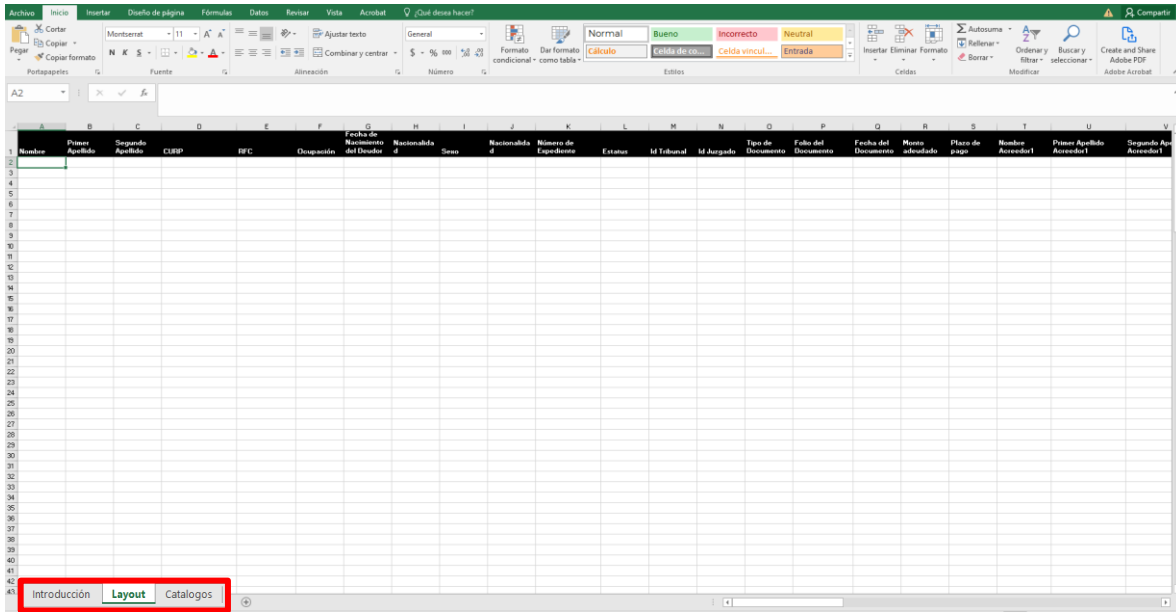 Archivo Inicio Insertar Diseño de página Fórmulas Datos Revisar Vista Acrobat ¿Qué desea hacer? Compartir
Pegar
Cortar
Copiar
Copiar formato
Portapapeles
Montserrat 11 A A
N K S A
Fuente
Ajustar texto
Combinar y centrar
Alineación
General
$ % 000
Número
Formato condicional
Dar formato como tabla
Normal Bueno Incorrecto Neutral
Cálculo Celda de co... Celda vincul... Entrada
Estilos
Insertar Eliminar Formato
Celdas
Autosuma
Rellenar
Borrar
Ordenar y filtrar
Buscar y seleccionar
Modificar
Create and Share Adobe PDF
Adobe Acrobat
A2 fx
A B C D E F G H I J K L M N O P Q R S T U V
1 Nombre
Primer Apellido
Segundo Apellido
CURP
RFC
Ocupación
Fecha de Nacimiento del Deudor
Nacionalidad
Sexo
Nacionalidad
Número de Expediente
Estatus
Id Tribunal
Id Juzgado
Tipo de Documento
Folio del Documento
Fecha del Documento
Monto adeudado
Plazo de pago
Nombre Acreedor1
Primer Apellido Acreedor1
Segundo Ape Acreedor1
2
3
4
5
6
7
8
9
10
11
12
13
14
15
16
17
18
19
20
21
22
23
24
25
26
27
28
29
30
31
32
33
34
35
36
37
38
39
40
41
42
43
Introducción Layout Catalogos